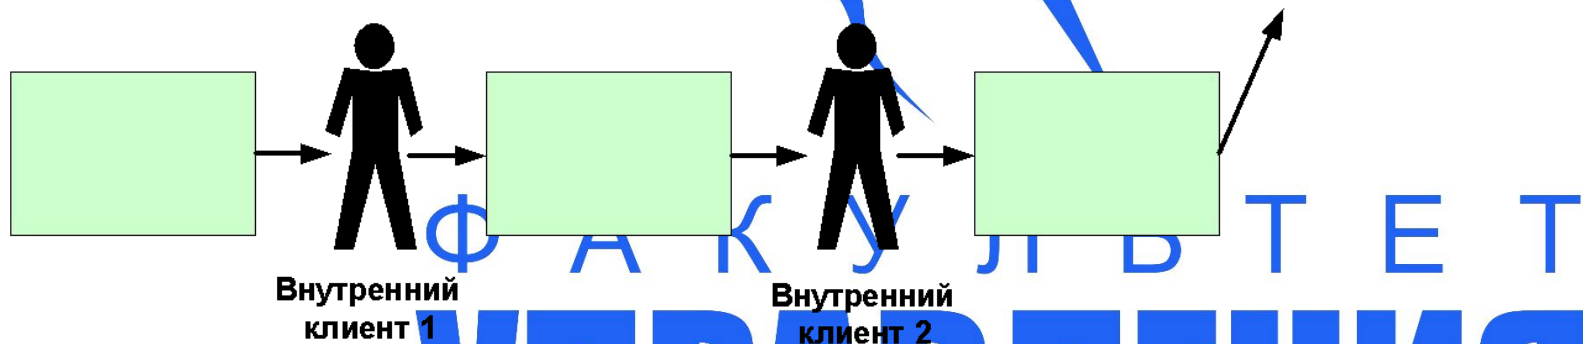 Ф А К У Л Ь Т Е Т
Внутренний
клиент 1
Внутренний
клиент 2